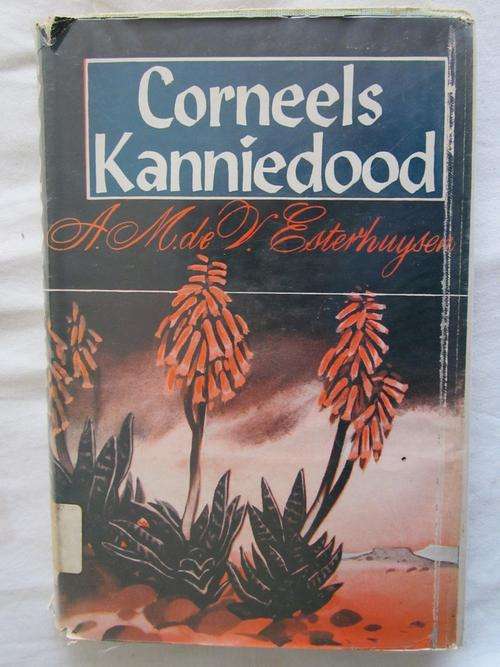 Corneels
Kanniedood
A. M. de V. Esterhuysen